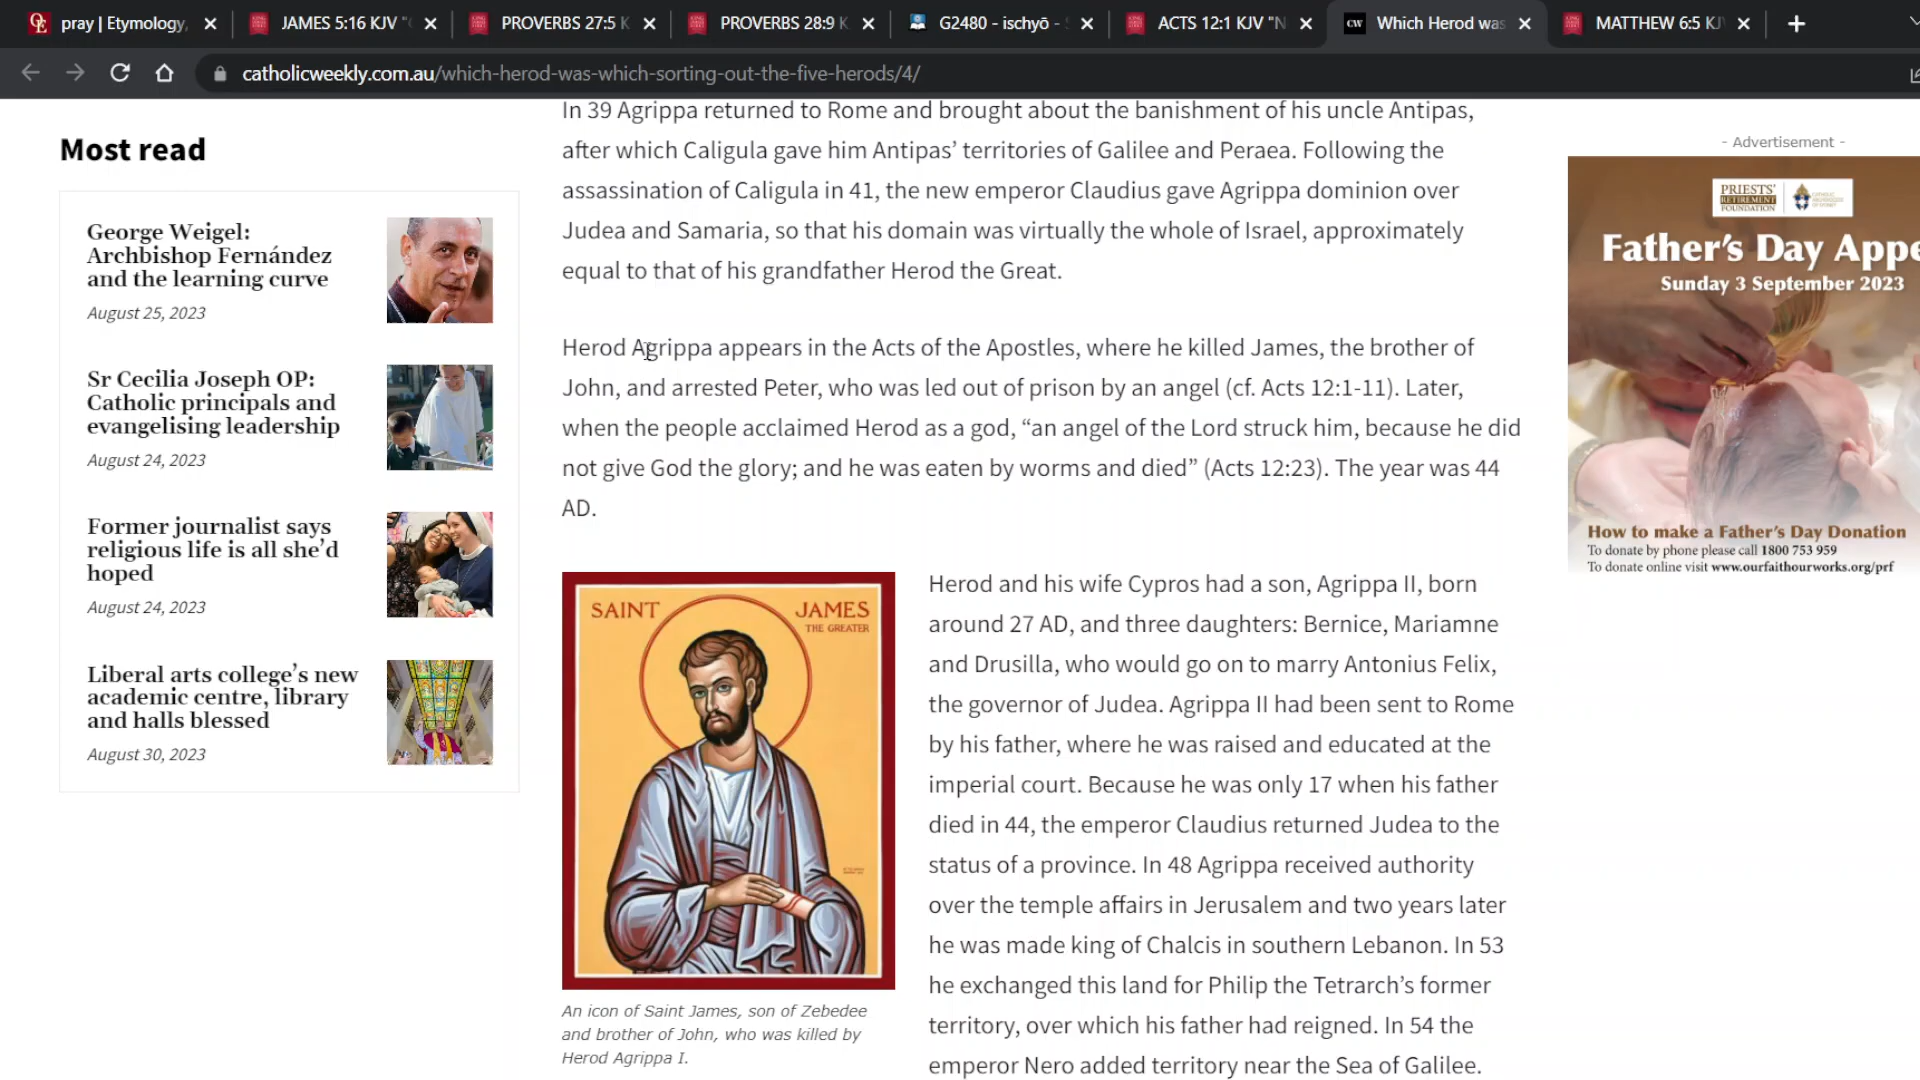 pray | Etymology,
JAMES 5:16 KJV "
PROVERBS 27:5 K
PROVERBS 28:9 K
G2480 - ischyō -
ACTS 12:1 KJV "N
CW
Which Herod was
MATTHEW 6:5 KJ
catholicweekly.com.au/which-herod-was-which-sorting-out-the-five-herods/4/
Most read
George Weigel:
Archbishop Fernández
and the learning curve
August 25, 2023
Sr Cecilia Joseph OP:
Catholic principals and
evangelising leadership
August 24, 2023
Former journalist says
religious life is all she’d
hoped
August 24, 2023
Liberal arts college’s new
academic centre, library
and halls blessed
August 30, 2023
In 39 Agrippa returned to Rome and brought about the banishment of his uncle Antipas,
after which Caligula gave him Antipas’ territories of Galilee and Peraea. Following the
assassination of Caligula in 41, the new emperor Claudius gave Agrippa dominion over
Judea and Samaria, so that his domain was virtually the whole of Israel, approximately
equal to that of his grandfather Herod the Great.
Herod Agrippa appears in the Acts of the Apostles, where he killed James, the brother of
John, and arrested Peter, who was led out of prison by an angel (cf. Acts 12:1-11). Later,
when the people acclaimed Herod as a god, “an angel of the Lord struck him, because he did
not give God the glory; and he was eaten by worms and died” (Acts 12:23). The year was 44
AD.
SAINT JAMES
THE GREATER
An icon of Saint James, son of Zebedee
and brother of John, who was killed by
Herod Agrippa I.
Herod and his wife Cypros had a son, Agrippa II, born
around 27 AD, and three daughters: Bernice, Mariamne
and Drusilla, who would go on to marry Antonius Felix,
the governor of Judea. Agrippa II had been sent to Rome
by his father, where he was raised and educated at the
imperial court. Because he was only 17 when his father
died in 44, the emperor Claudius returned Judea to the
status of a province. In 48 Agrippa received authority
over the temple affairs in Jerusalem and two years later
he was made king of Chalcis in southern Lebanon. In 53
he exchanged this land for Philip the Tetrarch’s former
territory, over which his father had reigned. In 54 the
emperor Nero added territory near the Sea of Galilee.
- Advertisement -
PRIESTS’
RETIREMENT
FOUNDATION
Father’s Day Appe
Sunday 3 September 2023
How to make a Father’s Day Donation
To donate by phone please call 1800 753 959
To donate online visit www.ourfaithourworks.org/prf